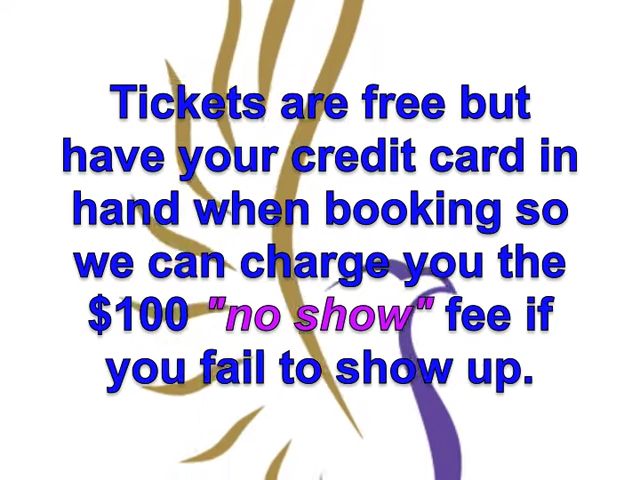 Tickets are free but
have your credit card in
hand when booking so
we can charge you the
$100 "no show" fee if
you fail to show up.